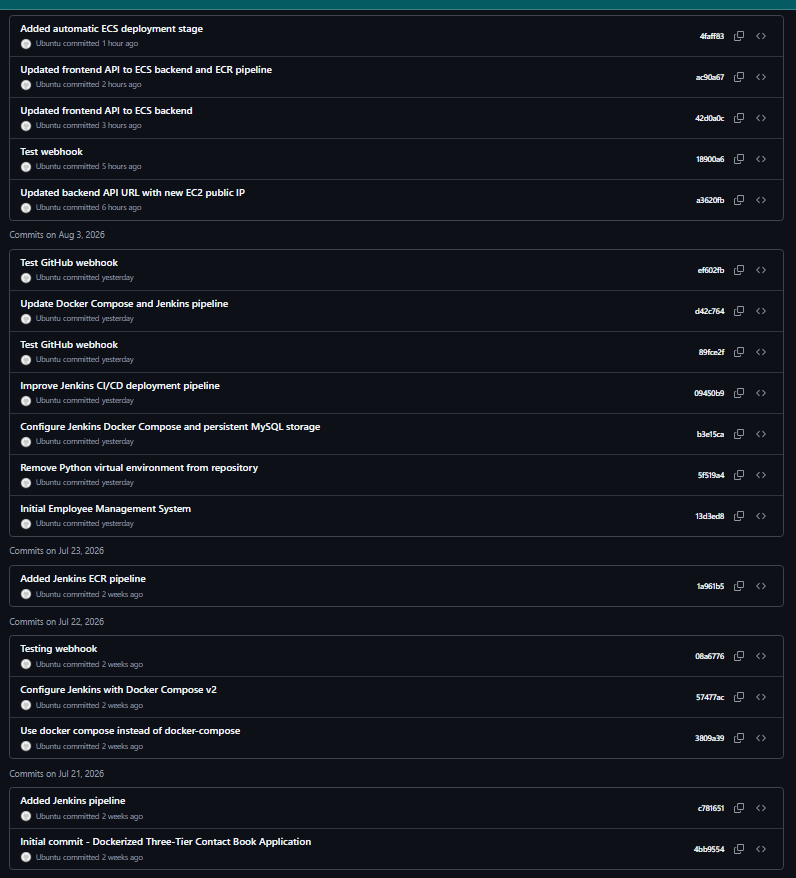 Added automatic ECS deployment stage
4faff83
Ubuntu committed 1 hour ago
Updated frontend API to ECS backend and ECR pipeline
ac90a67
Ubuntu committed 2 hours ago
Updated frontend API to ECS backend
42d0a0c
Ubuntu committed 3 hours ago
Test webhook
18900a6
Ubuntu committed 5 hours ago
Updated backend API URL with new EC2 public IP
a3620fb
Ubuntu committed 6 hours ago
Commits on Aug 3, 2026
Test GitHub webhook
ef602fb
Ubuntu committed yesterday
Update Docker Compose and Jenkins pipeline
d42c764
Ubuntu committed yesterday
Test GitHub webhook
89fce2f
Ubuntu committed yesterday
Improve Jenkins CI/CD deployment pipeline
09450b9
Ubuntu committed yesterday
Configure Jenkins Docker Compose and persistent MySQL storage
b3e15ca
Ubuntu committed yesterday
Remove Python virtual environment from repository
5f519a4
Ubuntu committed yesterday
Initial Employee Management System
13d3ed8
Ubuntu committed yesterday
Commits on Jul 23, 2026
Added Jenkins ECR pipeline
1a961b5
Ubuntu committed 2 weeks ago
Commits on Jul 22, 2026
Testing webhook
08a6776
Ubuntu committed 2 weeks ago
Configure Jenkins with Docker Compose v2
57477ac
Ubuntu committed 2 weeks ago
Use docker compose instead of docker-compose
3809a39
Ubuntu committed 2 weeks ago
Commits on Jul 21, 2026
Added Jenkins pipeline
c781651
Ubuntu committed 2 weeks ago
Initial commit - Dockerized Three-Tier Contact Book Application
4bb9554
Ubuntu committed 2 weeks ago